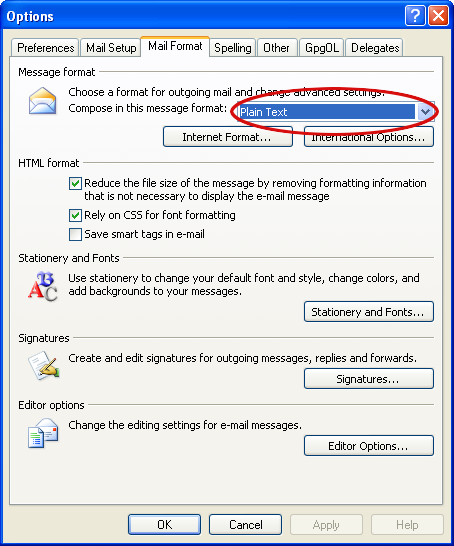 Options
Preferences Mail Setup Mail Format Spelling Other GpgOL Delegates
Message format
Choose a format for outgoing mail and change advanced settings.
Compose in this message format: Plain Text
Internet Format... International Options...
HTML format
Reduce the file size of the message by removing formatting information
that is not necessary to display the e-mail message
Rely on CSS for font formatting
Save smart tags in e-mail
Stationery and Fonts
Use stationery to change your default font and style, change colors, and
add backgrounds to your messages.
Stationery and Fonts...
Signatures
Create and edit signatures for outgoing messages, replies and forwards.
Signatures...
Editor options
Change the editing settings for e-mail messages.
Editor Options...
OK Cancel Apply Help